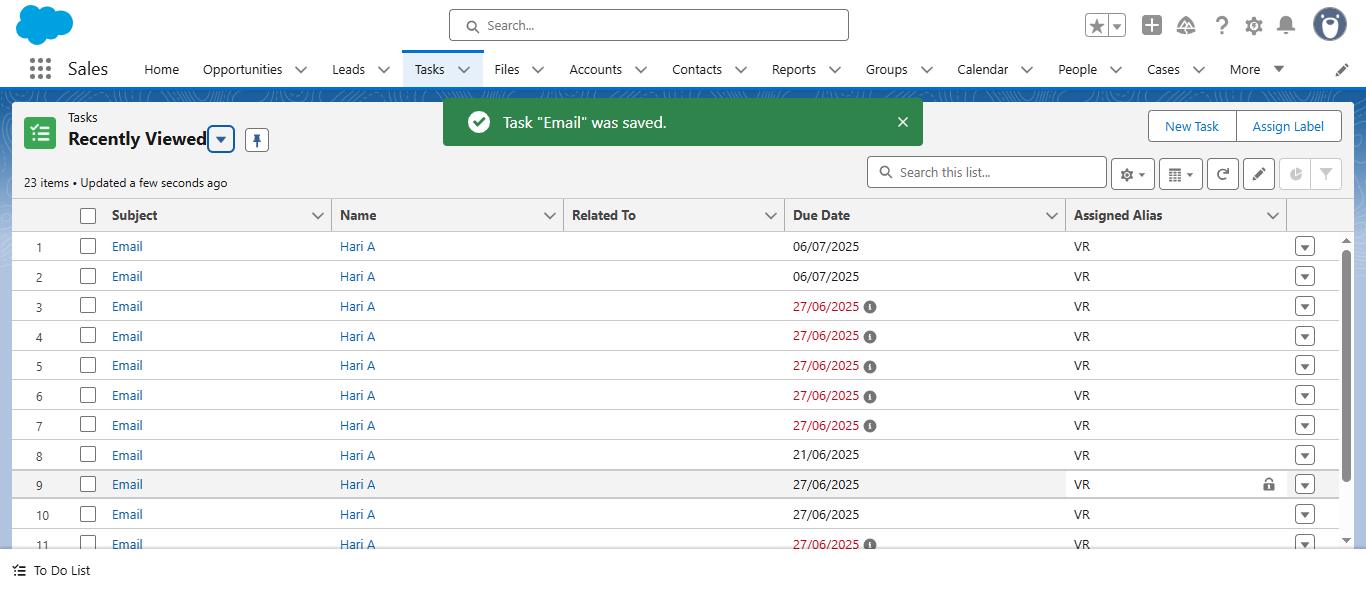 Search...
Sales
Home
Opportunities
Leads
Tasks
Files
Accounts
Contacts
Reports
Groups
Calendar
People
Cases
More
Tasks
Recently Viewed
Task "Email" was saved.
New Task
Assign Label
23 items • Updated a few seconds ago
Search this list...
Subject Name Related To Due Date Assigned Alias
1 Email Hari A 06/07/2025 VR
2 Email Hari A 06/07/2025 VR
3 Email Hari A 27/06/2025 VR
4 Email Hari A 27/06/2025 VR
5 Email Hari A 27/06/2025 VR
6 Email Hari A 27/06/2025 VR
7 Email Hari A 27/06/2025 VR
8 Email Hari A 21/06/2025 VR
9 Email Hari A 27/06/2025 VR
10 Email Hari A 27/06/2025 VR
11 Email Hari A 27/06/2025 VR
To Do List